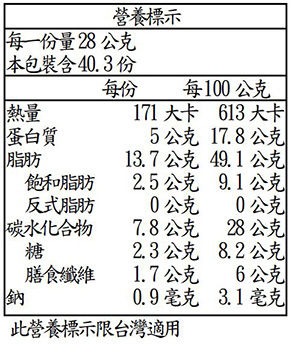 營養標示
每一份量 28 公克
本包裝含 40.3 份
每份 每100 公克
熱量 171 大卡 613 大卡
蛋白質 5 公克 17.8 公克
脂肪 13.7 公克 49.1 公克
飽和脂肪 2.5 公克 9.1 公克
反式脂肪 0 公克 0 公克
碳水化合物 7.8 公克 28 公克
糖 2.3 公克 8.2 公克
膳食纖維 1.7 公克 6 公克
鈉 0.9 毫克 3.1 毫克
此營養標示限台灣適用